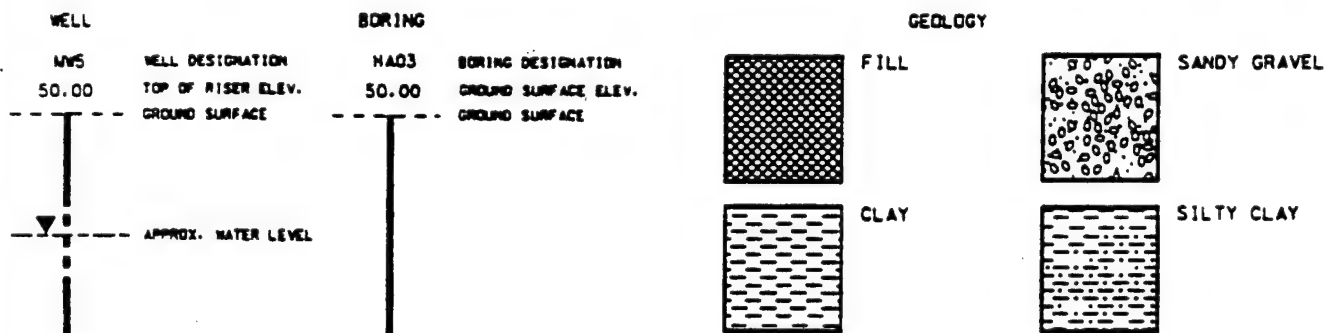 WELL
MW5 WELL DESIGNATION
50.00 TOP OF RISER ELEV.
GROUND SURFACE
APPROX. WATER LEVEL
BORING
HA03 BORING DESIGNATION
50.00 GROUND SURFACE ELEV.
GROUND SURFACE
GEOLOGY
FILL
SANDY GRAVEL
CLAY
SILTY CLAY